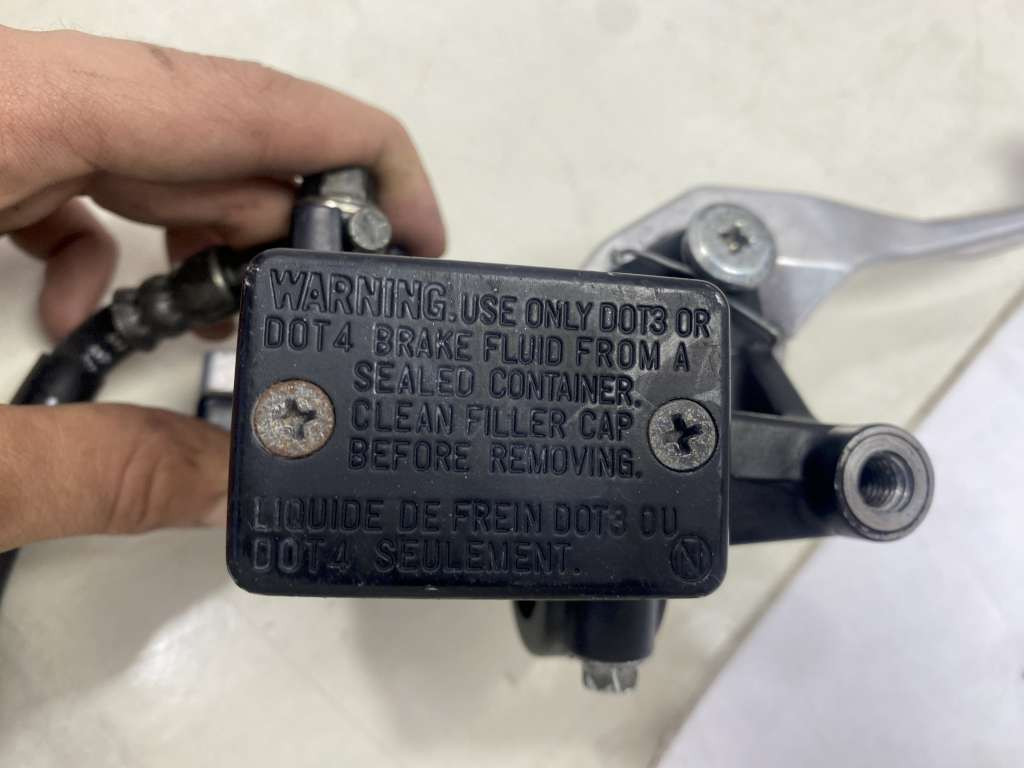 WARNING. USE ONLY DOT3 OR
DOT4 BRAKE FLUID FROM A
SEALED CONTAINER.
CLEAN FILLER CAP
BEFORE REMOVING.
LIQUIDE DE FREIN DOT3 OU
DOT4 SEULEMENT. N